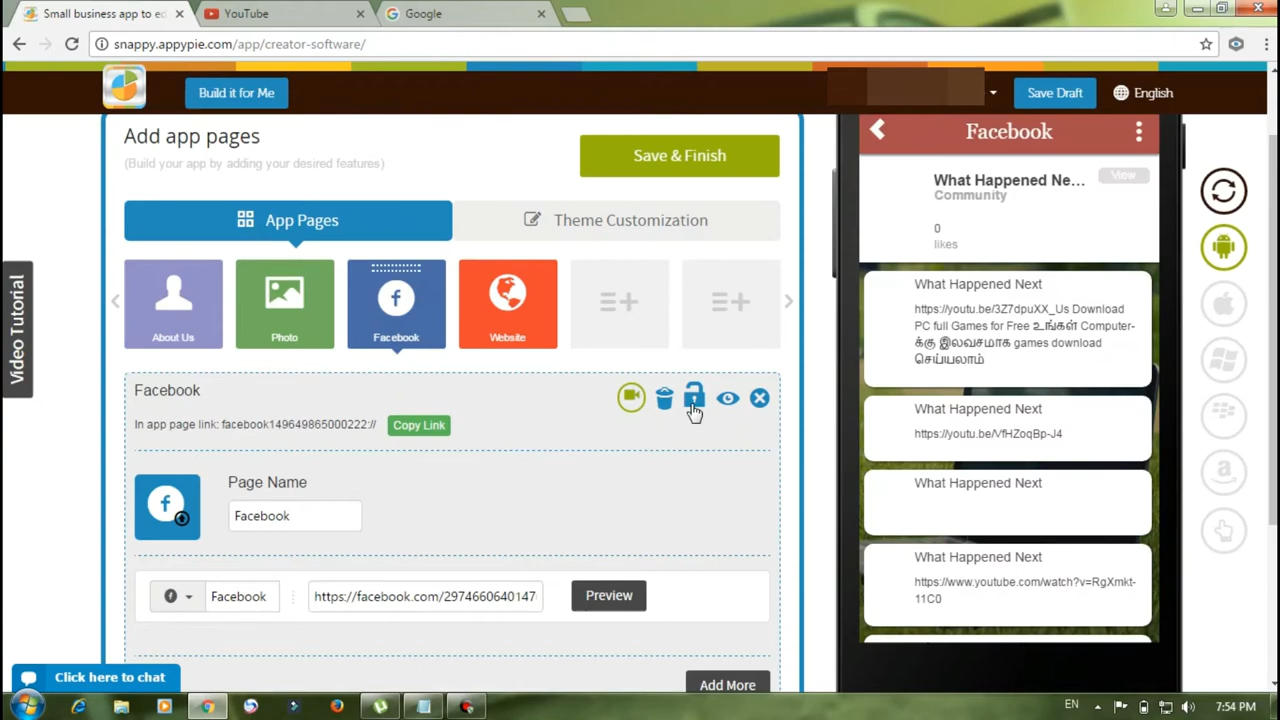 Small business app to ed
YouTube
Google
snappy.appypie.com/app/creator-software/
Build it for Me
Save Draft
English
Add app pages
(Build your app by adding your desired features)
Save & Finish
App Pages
Theme Customization
About Us
Photo
Facebook
Website
Video Tutorial
Facebook
In app page link: facebook149649865000222://
Copy Link
Page Name
Facebook
Facebook
https://facebook.com/2974660640147
Preview
Add More
Click here to chat
Facebook
What Happened Ne...
View
Community
0
likes
What Happened Next
https://youtu.be/3Z7dpuXX_Us Download
PC full Games for Free உங்கள் Computer-
க்கு இலவசமாக games download
செய்யலாம்
What Happened Next
https://youtu.be/VfHZoqBp-J4
What Happened Next
What Happened Next
https://www.youtube.com/watch?v=RgXmkt-
11C0
EN
7:54 PM